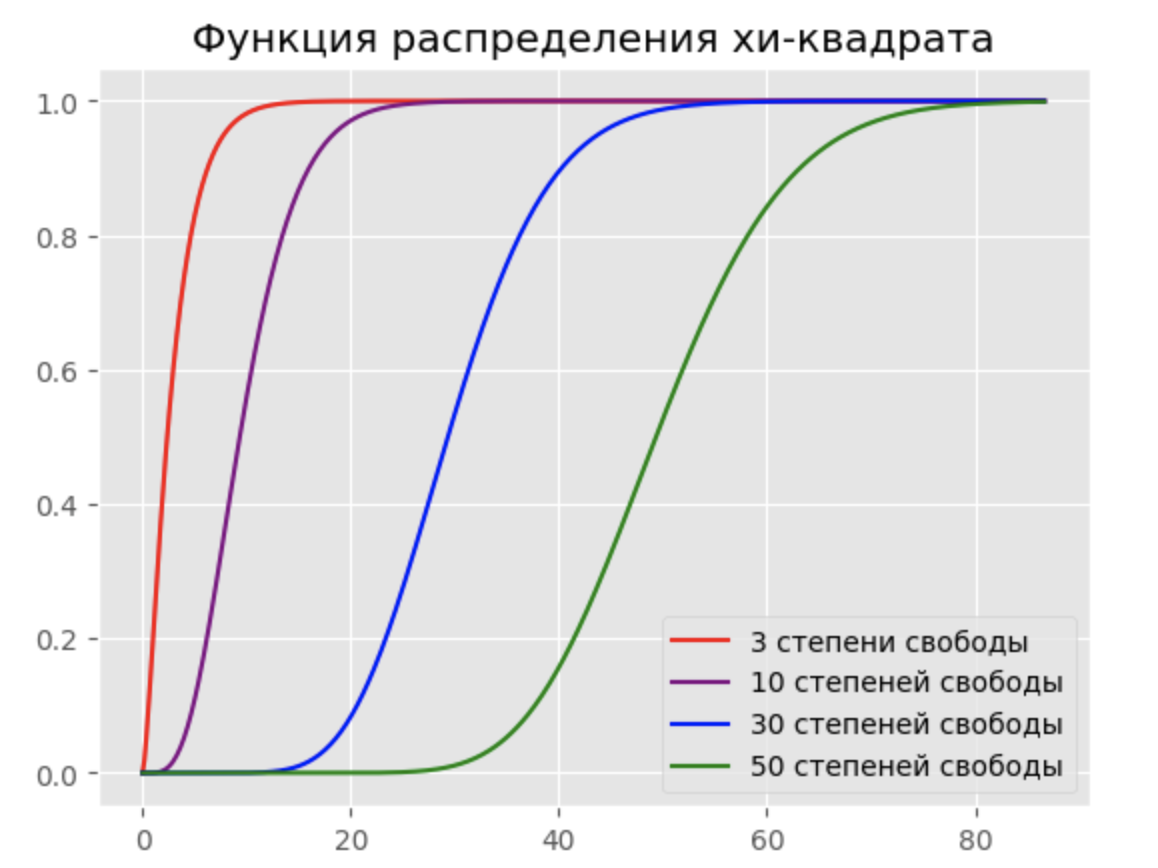 Функция распределения хи-квадрата
1.0
0.8
0.6
0.4
0.2
0.0
3 степени свободы
10 степеней свободы
30 степеней свободы
50 степеней свободы
0 20 40 60 80